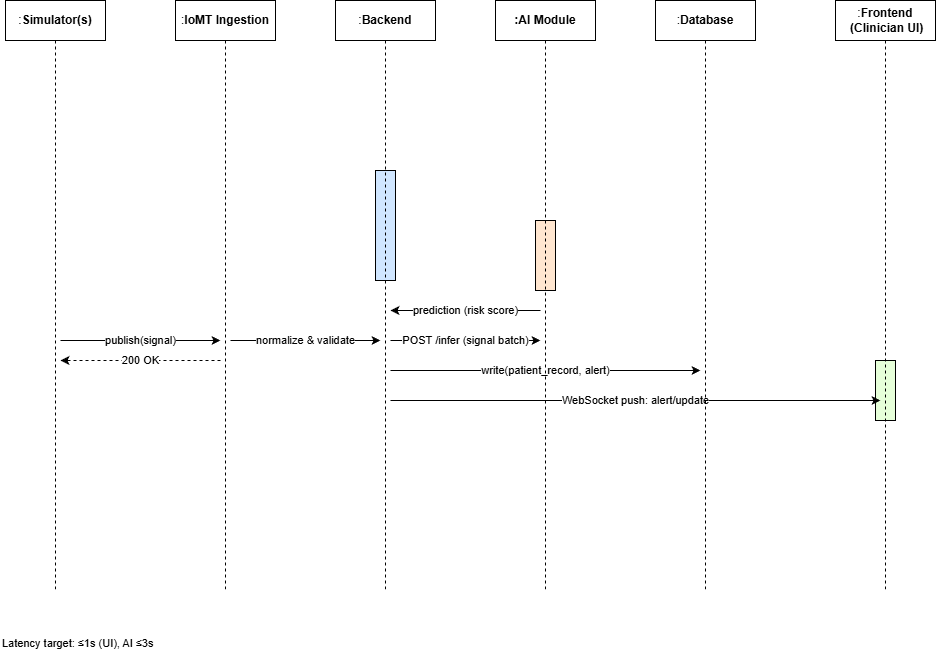 :Simulator(s)
:IoMT Ingestion
:Backend
:AI Module
:Database
:Frontend
(Clinician UI)
prediction (risk score)
publish(signal)
normalize & validate
POST /infer (signal batch)
200 OK
write(patient_record, alert)
WebSocket push: alert/update
Latency target: ≤1s (UI), AI ≤3s